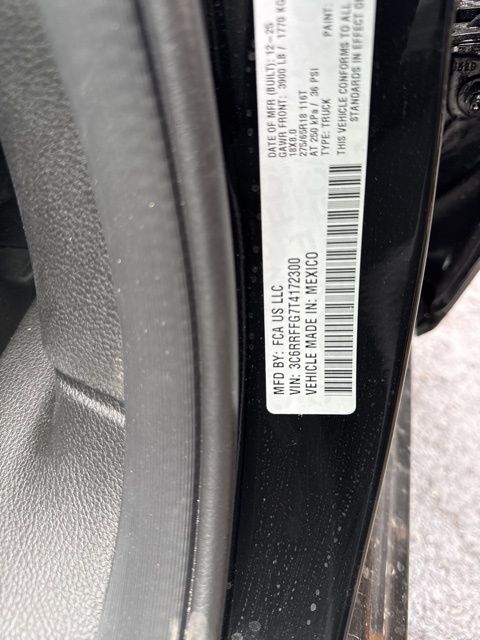 MFD BY: FCA US LLC
DATE OF MFR (BUILT): 12-25
GAWR FRONT: 3900 LB / 1770 KG
18X8.0
275/65R18 116T
AT 250 kPa / 36 PSI
TYPE: TRUCK
PAINT:
VIN: 3C6RRFFG7T4172300
VEHICLE MADE IN: MEXICO
THIS VEHICLE CONFORMS TO ALL
STANDARDS IN EFFECT